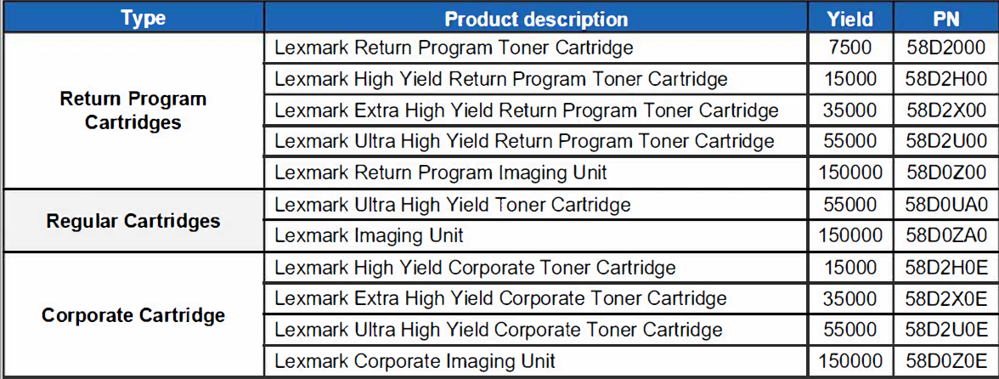 Type Product description Yield PN
Return Program Cartridges
Lexmark Return Program Toner Cartridge 7500 58D2000
Lexmark High Yield Return Program Toner Cartridge 15000 58D2H00
Lexmark Extra High Yield Return Program Toner Cartridge 35000 58D2X00
Lexmark Ultra High Yield Return Program Toner Cartridge 55000 58D2U00
Lexmark Return Program Imaging Unit 150000 58D0Z00
Regular Cartridges
Lexmark Ultra High Yield Toner Cartridge 55000 58D0UA0
Lexmark Imaging Unit 150000 58D0ZA0
Corporate Cartridge
Lexmark High Yield Corporate Toner Cartridge 15000 58D2H0E
Lexmark Extra High Yield Corporate Toner Cartridge 35000 58D2X0E
Lexmark Ultra High Yield Corporate Toner Cartridge 55000 58D2U0E
Lexmark Corporate Imaging Unit 150000 58D0Z0E